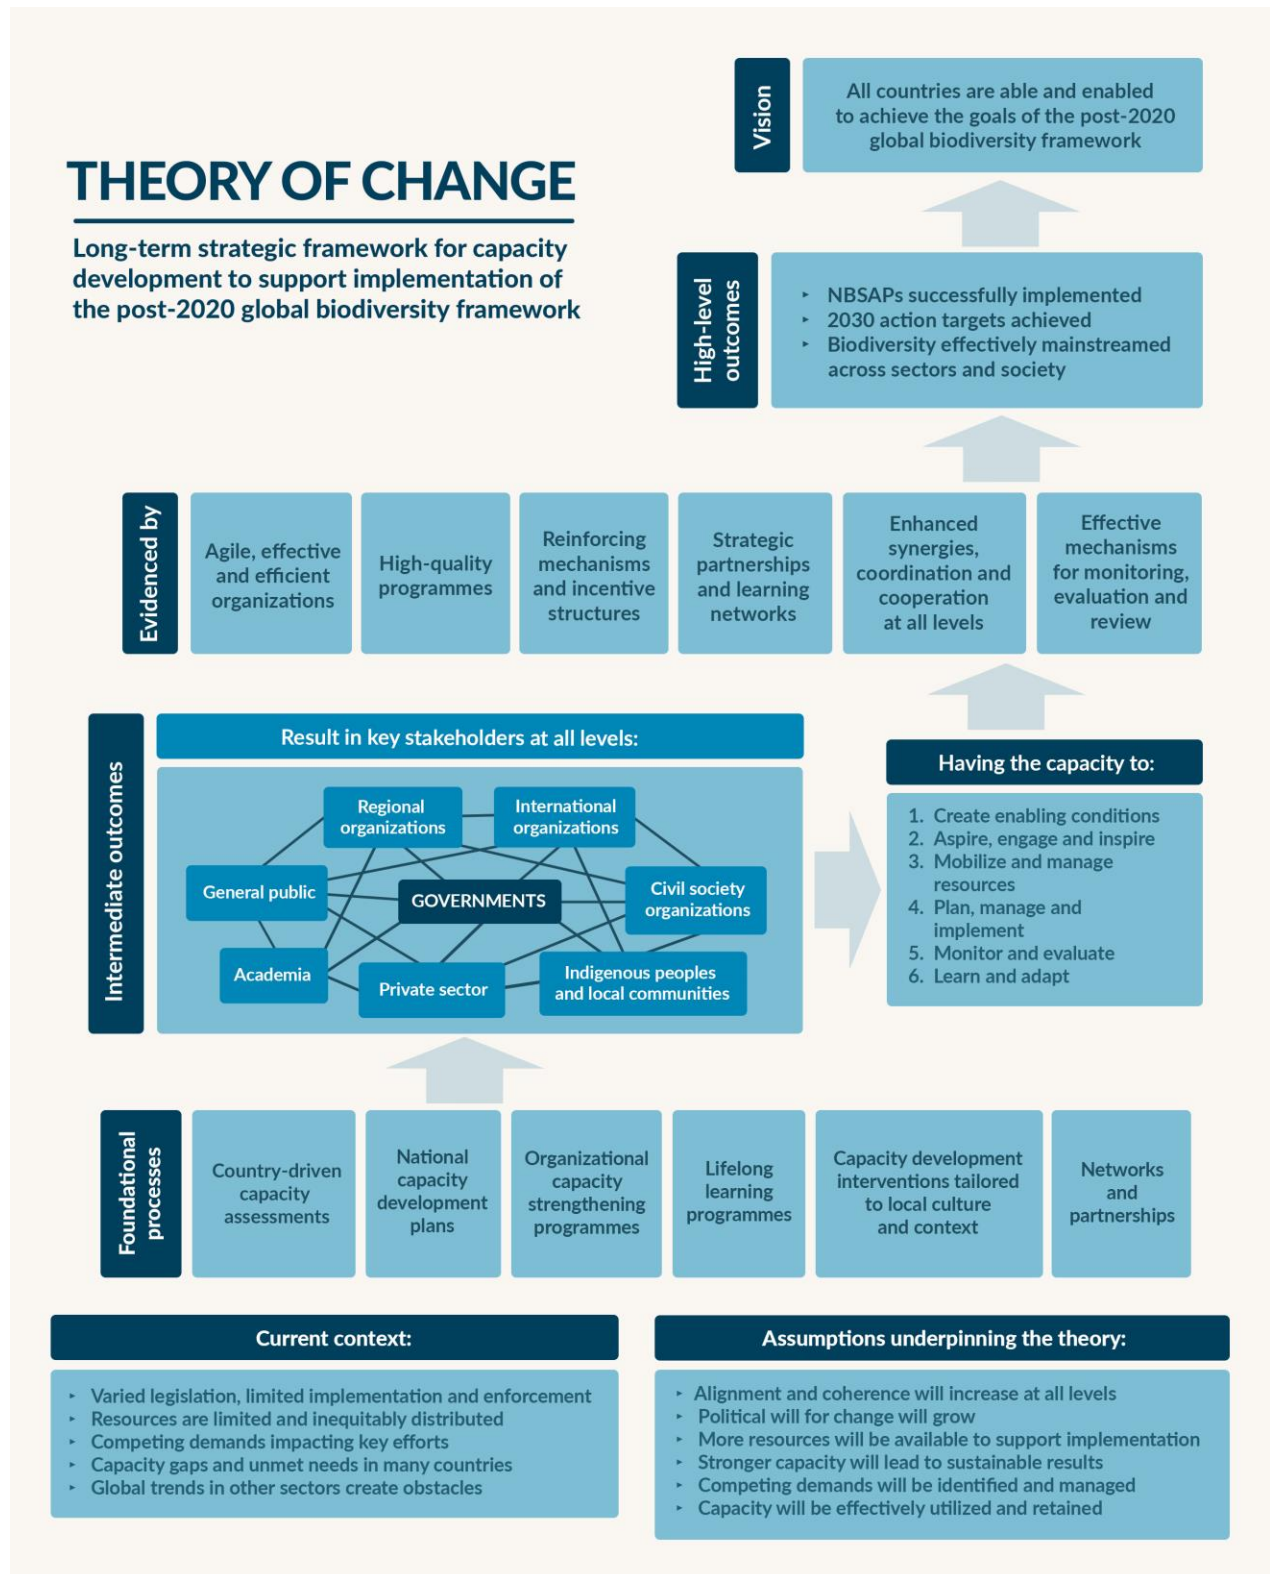 Vision
All countries are able and enabled
to achieve the goals of the post-2020
global biodiversity framework
THEORY OF CHANGE
Long-term strategic framework for capacity
development to support implementation of
the post-2020 global biodiversity framework
High-level
outcomes
‣ NBSAPs successfully implemented
‣ 2030 action targets achieved
‣ Biodiversity effectively mainstreamed
across sectors and society
Evidenced by
Agile, effective
and efficient
organizations
High-quality
programmes
Reinforcing
mechanisms
and incentive
structures
Strategic
partnerships
and learning
networks
Enhanced
synergies,
coordination and
cooperation
at all levels
Effective
mechanisms
for monitoring,
evaluation and
review
Intermediate outcomes
Result in key stakeholders at all levels:
Regional
organizations
International
organizations
General public
GOVERNMENTS
Civil society
organizations
Academia
Private sector
Indigenous peoples
and local communities
Having the capacity to:
1. Create enabling conditions
2. Aspire, engage and inspire
3. Mobilize and manage
resources
4. Plan, manage and
implement
5. Monitor and evaluate
6. Learn and adapt
Foundational
processes
Country-driven
capacity
assessments
National
capacity
development
plans
Organizational
capacity
strengthening
programmes
Lifelong
learning
programmes
Capacity development
interventions tailored
to local culture
and context
Networks
and
partnerships
Current context:
‣ Varied legislation, limited implementation and enforcement
‣ Resources are limited and inequitably distributed
‣ Competing demands impacting key efforts
‣ Capacity gaps and unmet needs in many countries
‣ Global trends in other sectors create obstacles
Assumptions underpinning the theory:
‣ Alignment and coherence will increase at all levels
‣ Political will for change will grow
‣ More resources will be available to support implementation
‣ Stronger capacity will lead to sustainable results
‣ Competing demands will be identified and managed
‣ Capacity will be effectively utilized and retained